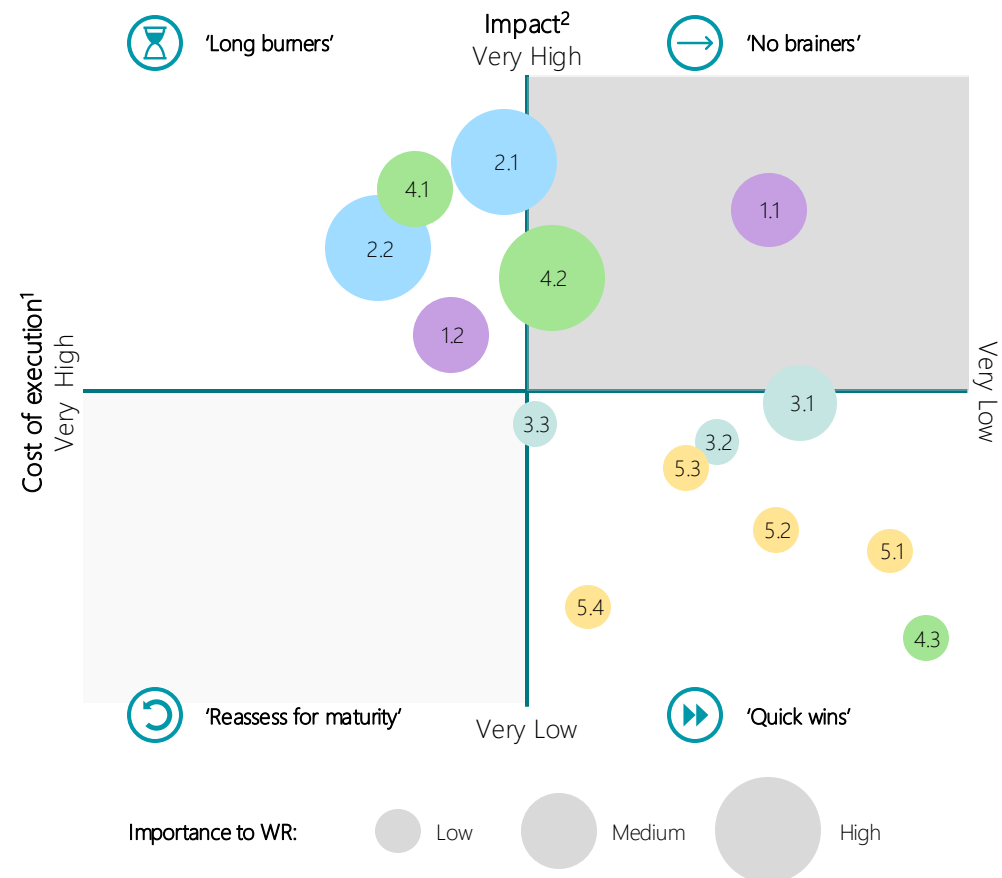 Impact²
‘Long burners’
‘No brainers’
Very High
2.1
4.1
1.1
2.2
4.2
1.2
Cost of execution¹
Very High
Very Low
3.1
3.3
3.2
5.3
5.2
5.1
5.4
4.3
‘Reassess for maturity’
‘Quick wins’
Very Low
Importance to WR:
Low
Medium
High